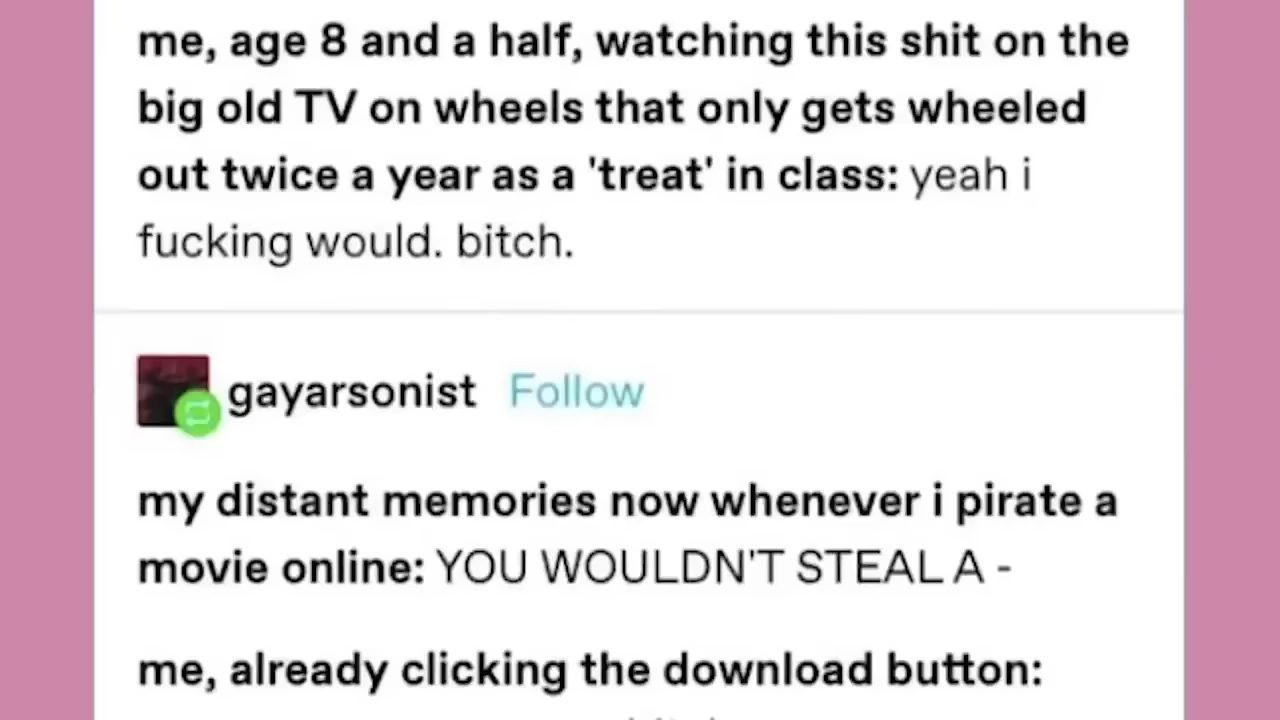 me, age 8 and a half, watching this shit on the
big old TV on wheels that only gets wheeled
out twice a year as a 'treat' in class: yeah i
fucking would. bitch.
gayarsonist Follow
my distant memories now whenever i pirate a
movie online: YOU WOULDN'T STEAL A -
me, already clicking the download button: